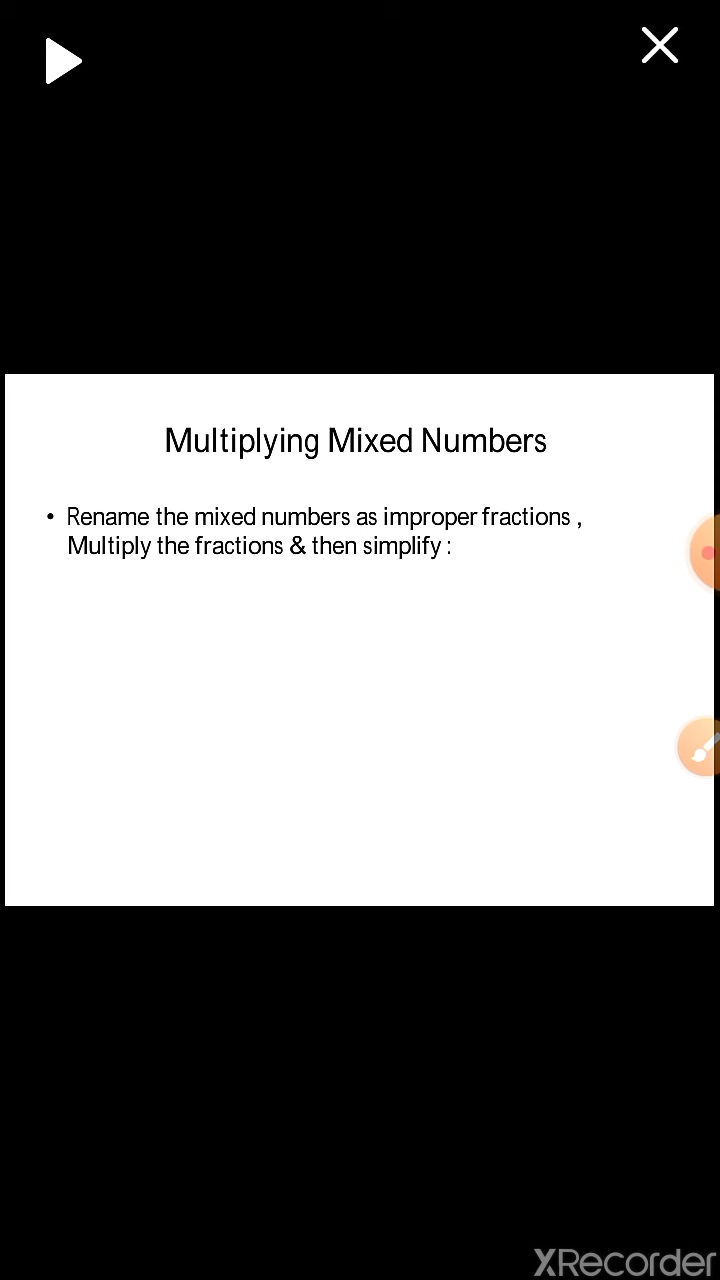 Multiplying Mixed Numbers
• Rename the mixed numbers as improper fractions ,
Multiply the fractions & then simplify :
XRecorder